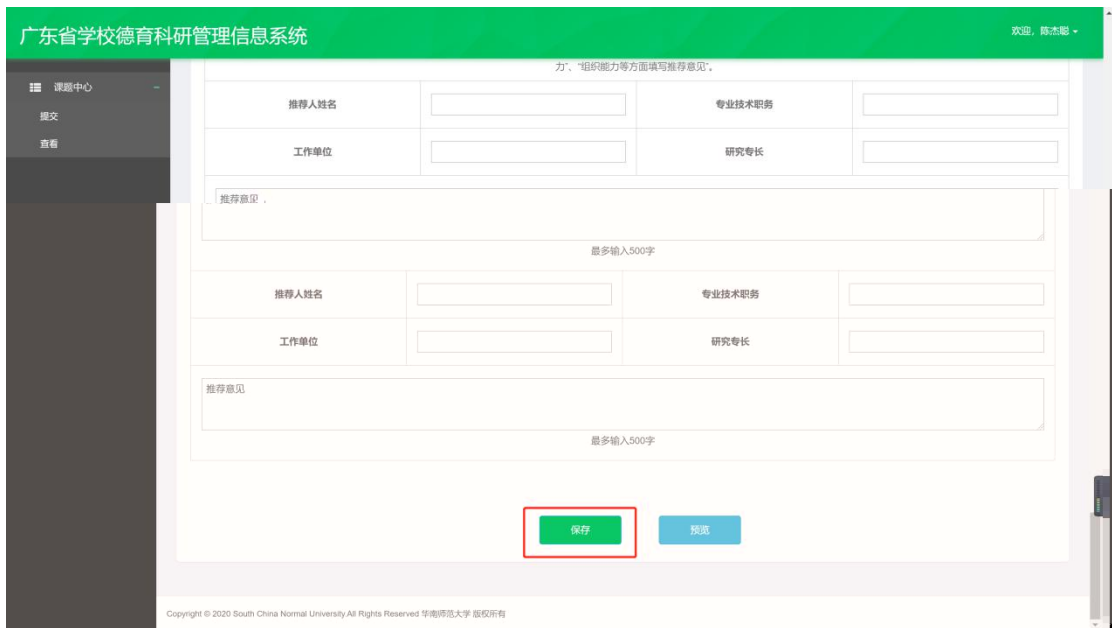 广东省学校德育科研管理信息系统
欢迎，陈杰聪
力”、“组织能力等方面填写推荐意见”。
课题中心
提交
查看
推荐人姓名 专业技术职务
工作单位 研究专长
推荐意见
最多输入500字
推荐人姓名 专业技术职务
工作单位 研究专长
推荐意见
最多输入500字
保存 预览
Copyright © 2020 South China Normal University.All Rights Reserved 华南师范大学 版权所有